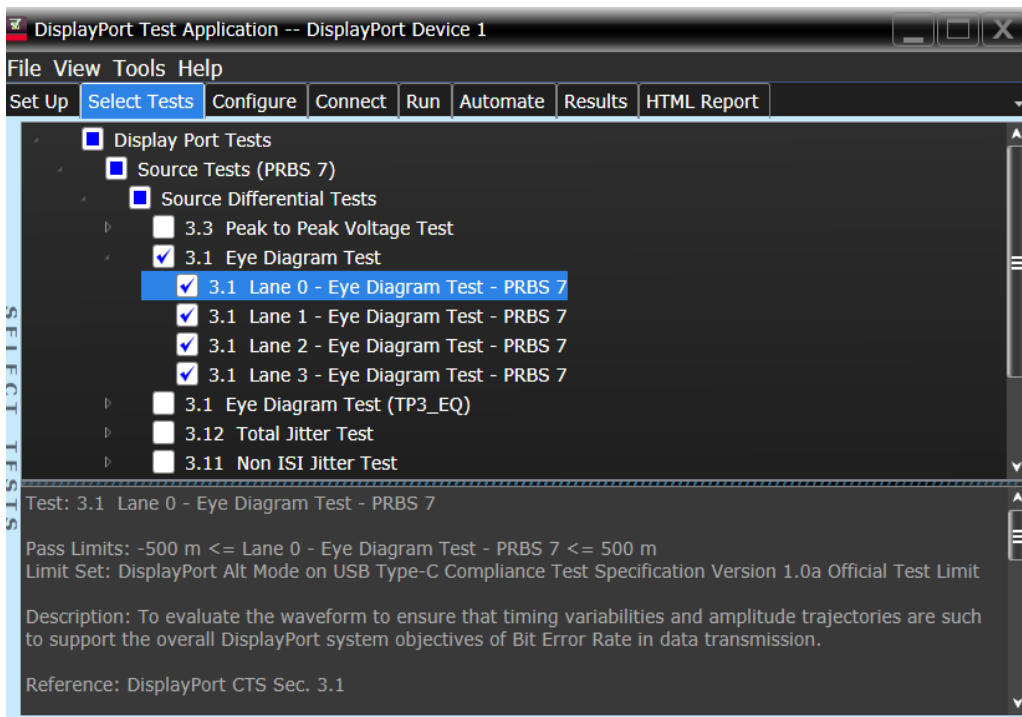 DisplayPort Test Application -- DisplayPort Device 1
File View Tools Help
Set Up Select Tests Configure Connect Run Automate Results HTML Report
SELECT TESTS
Display Port Tests
Source Tests (PRBS 7)
Source Differential Tests
3.3 Peak to Peak Voltage Test
3.1 Eye Diagram Test
3.1 Lane 0 - Eye Diagram Test - PRBS 7
3.1 Lane 1 - Eye Diagram Test - PRBS 7
3.1 Lane 2 - Eye Diagram Test - PRBS 7
3.1 Lane 3 - Eye Diagram Test - PRBS 7
3.1 Eye Diagram Test (TP3_EQ)
3.12 Total Jitter Test
3.11 Non ISI Jitter Test
Test: 3.1 Lane 0 - Eye Diagram Test - PRBS 7
Pass Limits: -500 m <= Lane 0 - Eye Diagram Test - PRBS 7 <= 500 m
Limit Set: DisplayPort Alt Mode on USB Type-C Compliance Test Specification Version 1.0a Official Test Limit
Description: To evaluate the waveform to ensure that timing variabilities and amplitude trajectories are such
to support the overall DisplayPort system objectives of Bit Error Rate in data transmission.
Reference: DisplayPort CTS Sec. 3.1